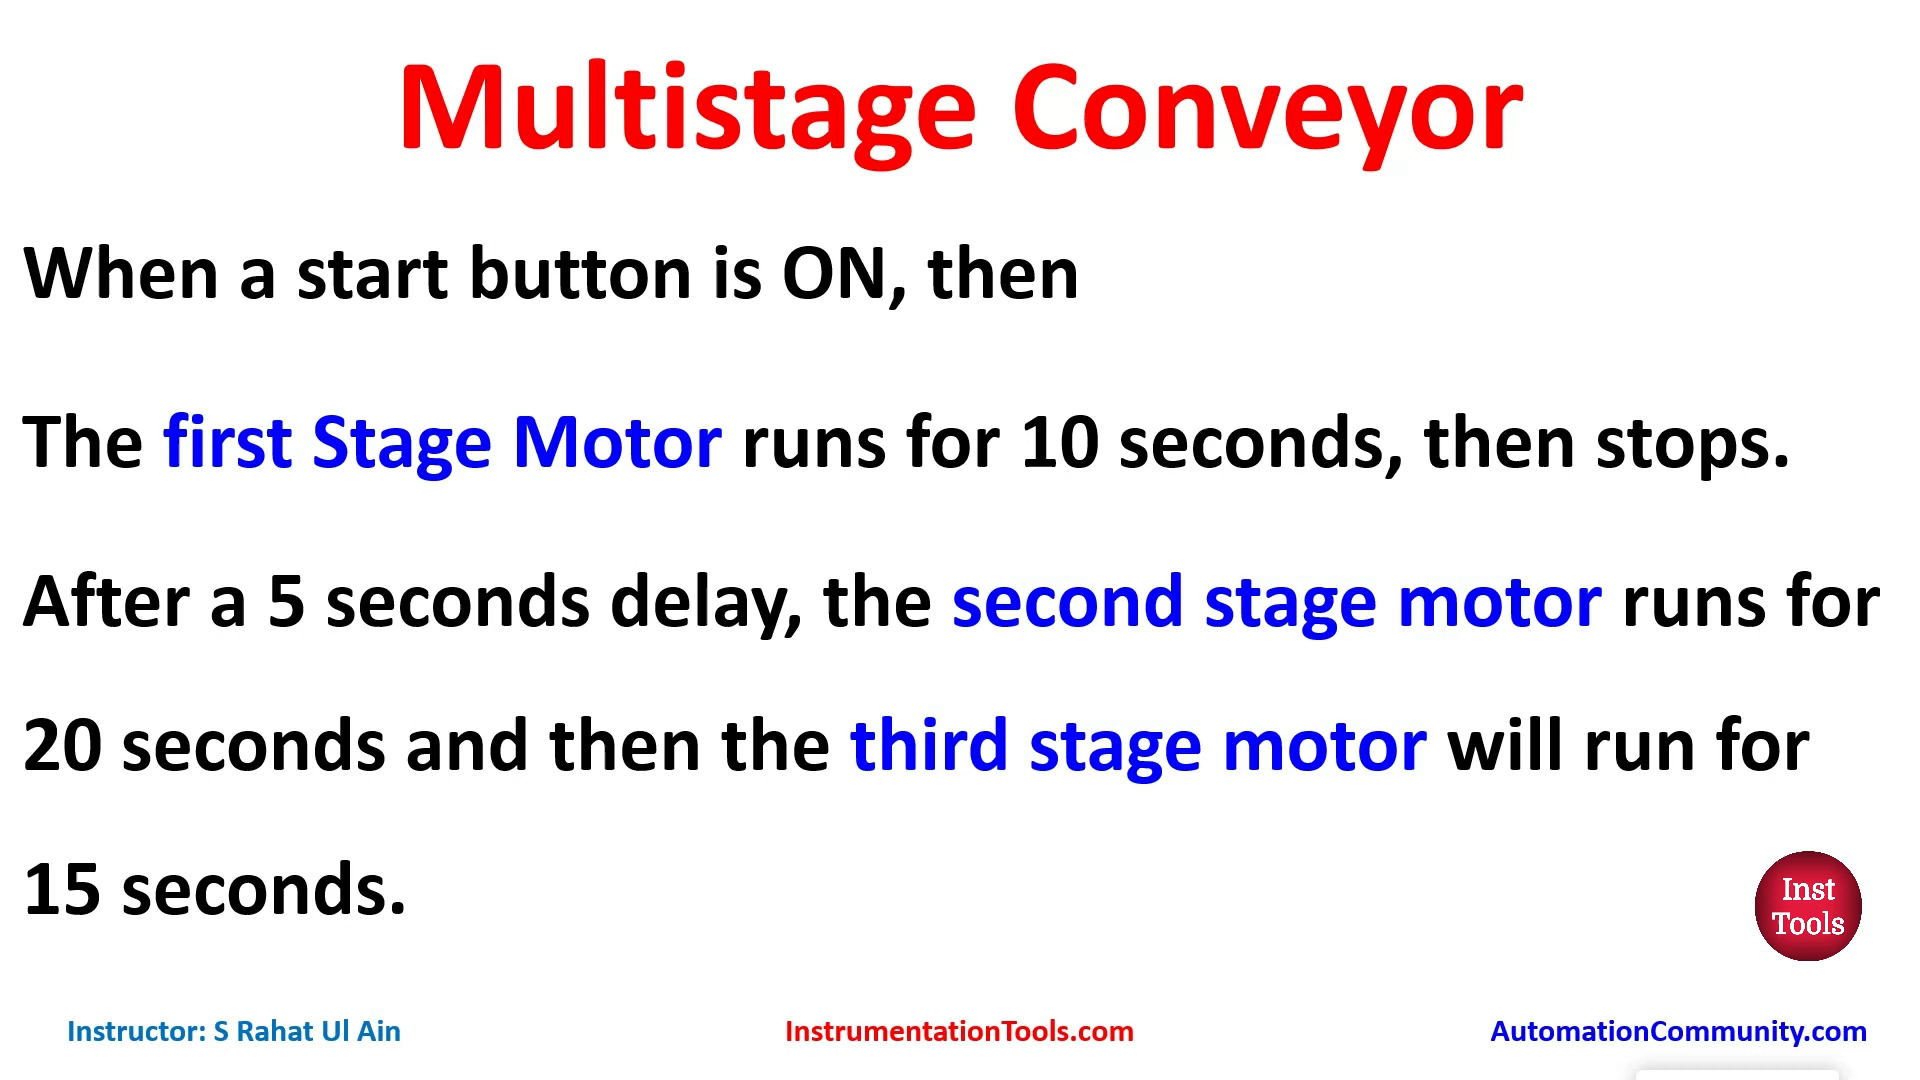 Multistage Conveyor
When a start button is ON, then
The first Stage Motor runs for 10 seconds, then stops.
After a 5 seconds delay, the second stage motor runs for
20 seconds and then the third stage motor will run for
15 seconds.
Inst
Tools
Instructor: S Rahat Ul Ain
InstrumentationTools.com
AutomationCommunity.com